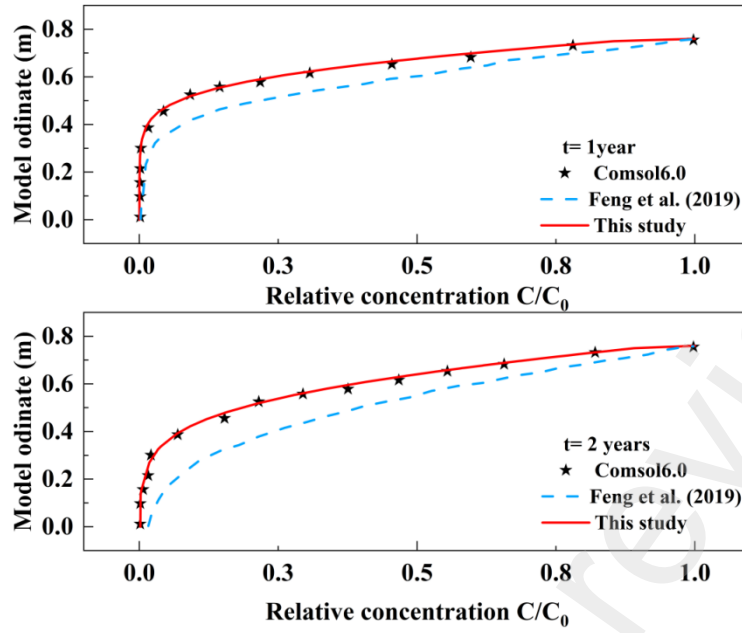 0.8
0.6
0.4
0.2
0.0
Model odinate (m)
t= 1year
Comsol6.0
Feng et al. (2019)
This study
0.0 0.3 0.5 0.8 1.0
Relative concentration C/C0
0.8
0.6
0.4
0.2
0.0
Model odinate (m)
t= 2 years
Comsol6.0
Feng et al. (2019)
This study
0.0 0.3 0.5 0.8 1.0
Relative concentration C/C0
revi